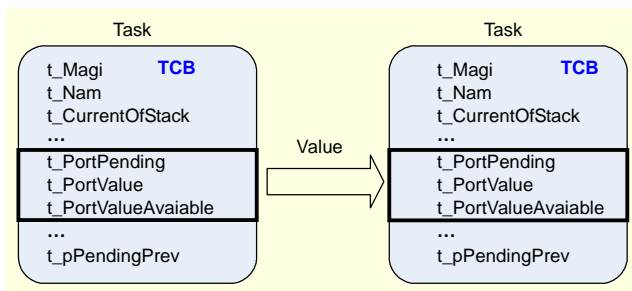 Task
t_Magi TCB
t_Nam
t_CurrentOfStack
...
t_PortPending
t_PortValue
t_PortValueAvaiable
...
t_pPendingPrev
Value
Task
t_Magi TCB
t_Nam
t_CurrentOfStack
...
t_PortPending
t_PortValue
t_PortValueAvaiable
...
t_pPendingPrev